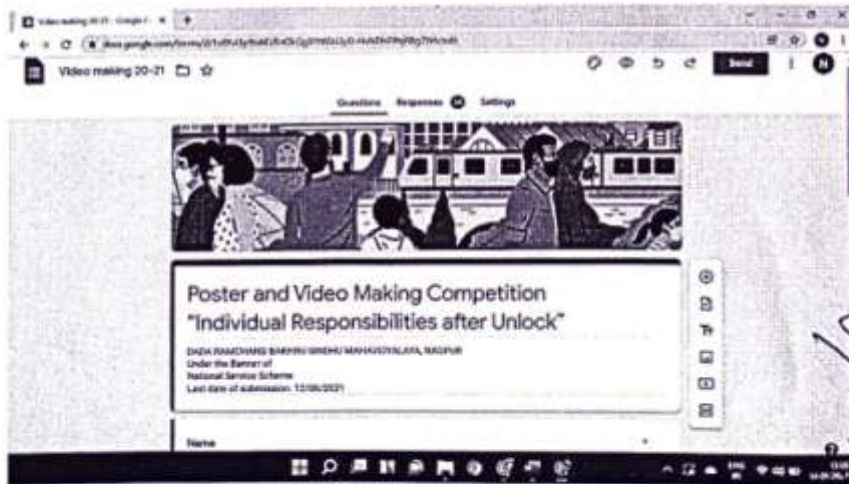 Video making 20-21
Send
N
Questions Responses Settings
Poster and Video Making Competition
"Individual Responsibilities after Unlock"
DADA RAMCHAND BAKHRU SINDHU MAHAVIDYALAYA, NAGPUR
Under the Banner of
National Service Scheme
Last date of submission: 12/06/2021
Name